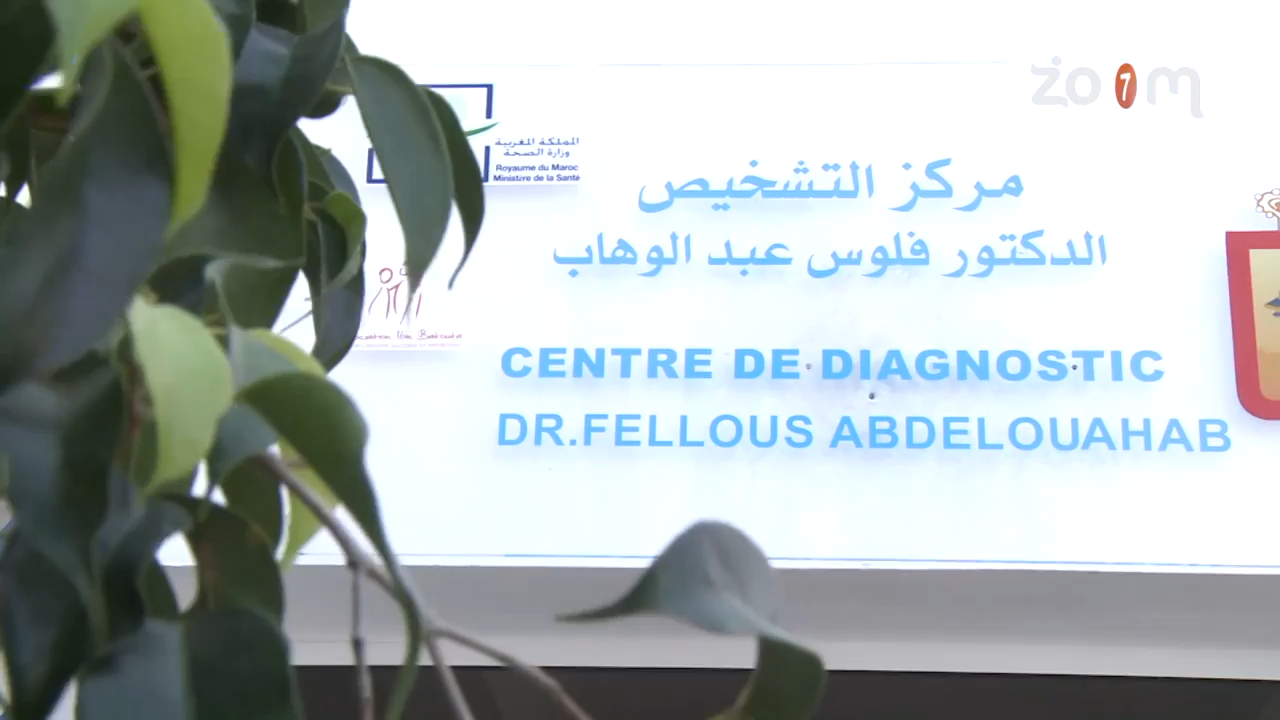 zoom
7
المملكة المغربية
وزارة الصحة
Royaume du Maroc
Ministère de la Santé
مركز التشخيص
الدكتور فلوس عبد الوهاب
CENTRE DE DIAGNOSTIC
DR.FELLOUS ABDELOUAHAB